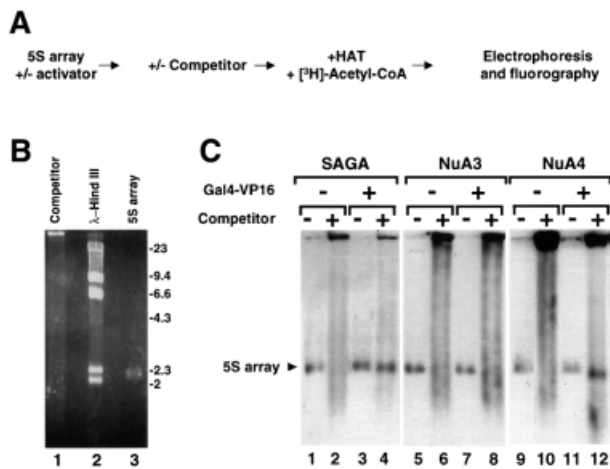 A
5S array
+/- activator
+/- Competitor
+HAT
+ [³H]-Acetyl-CoA
Electrophoresis
and fluorography
B
Competitor
λ–Hind III
5S array
-23
-9.4
-6.6
-4.3
-2.3
-2
1 2 3
C
SAGA NuA3 NuA4
Gal4-VP16 - + - + - +
Competitor - + - + - + - + - + - +
5S array
1 2 3 4 5 6 7 8 9 10 11 12